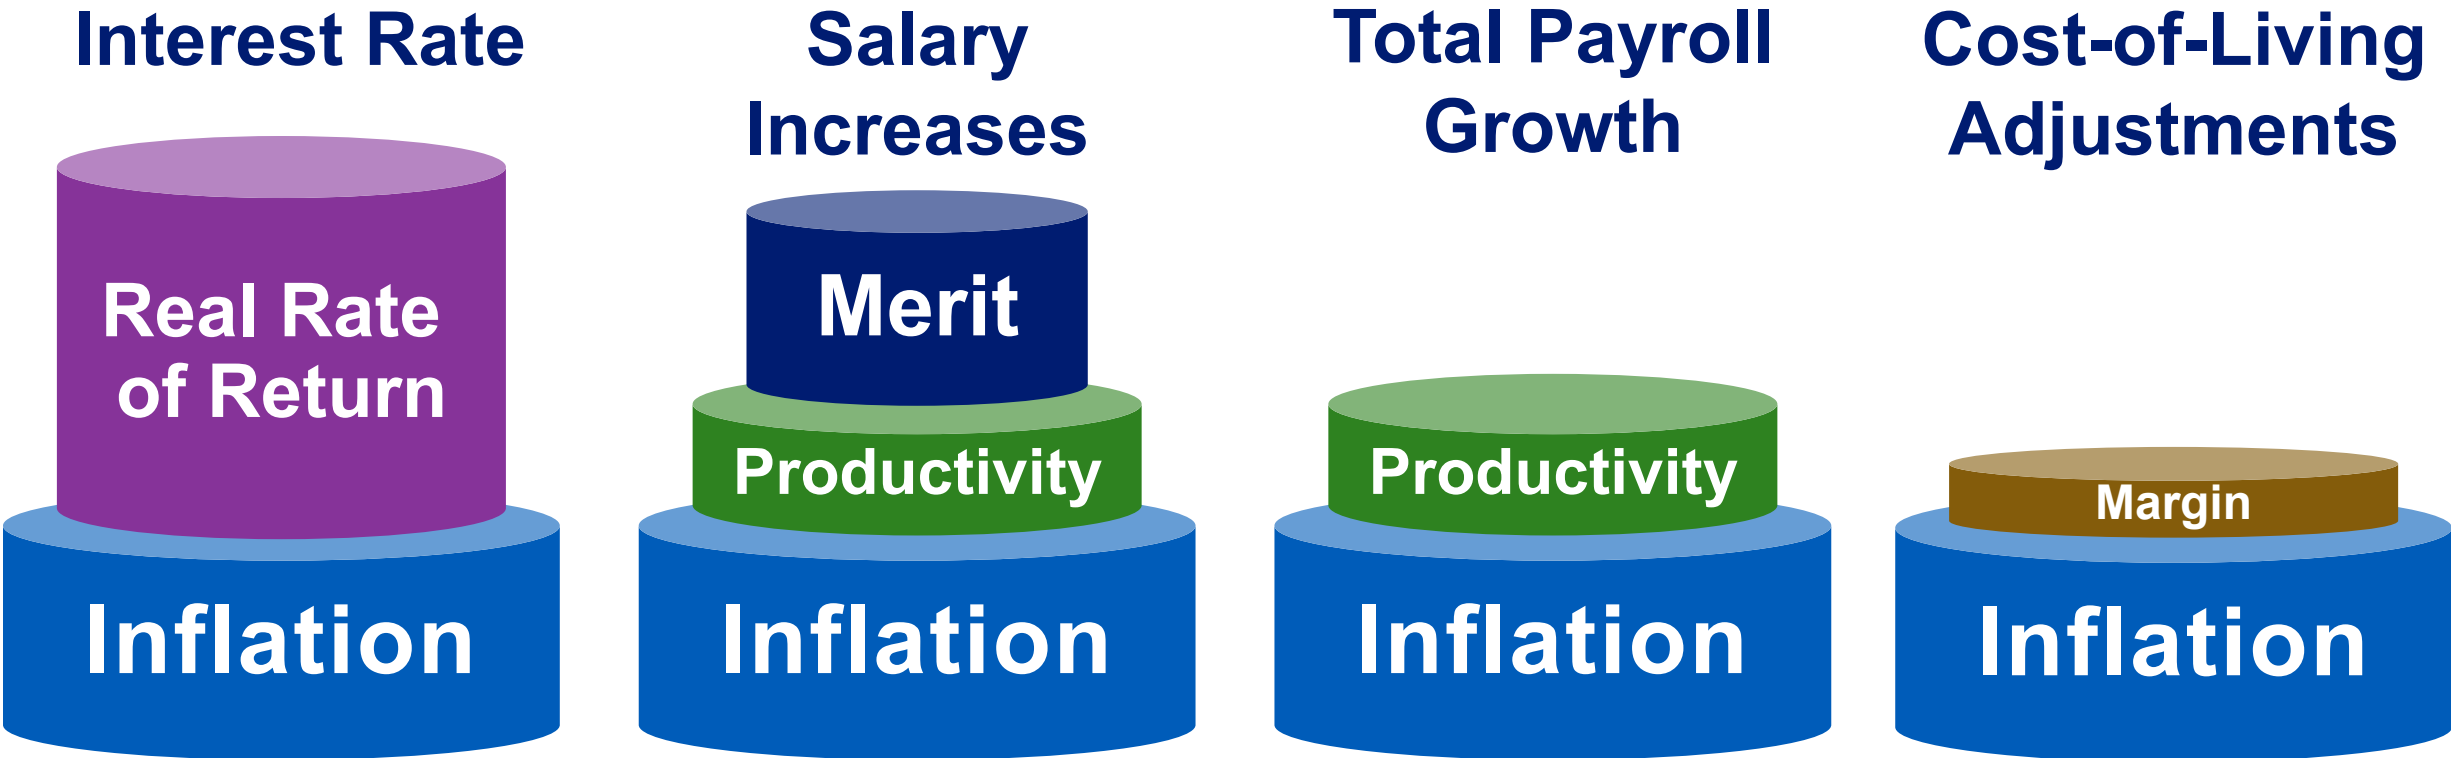 Interest Rate
Real Rate
of Return
Inflation
Salary
Increases
Merit
Productivity
Inflation
Total Payroll
Growth
Productivity
Inflation
Cost-of-Living
Adjustments
Margin
Inflation